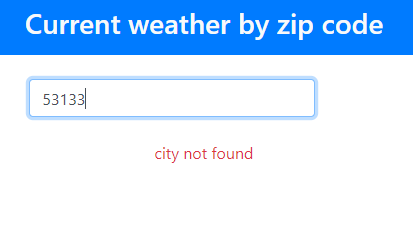 Current weather by zip code
53133
city not found